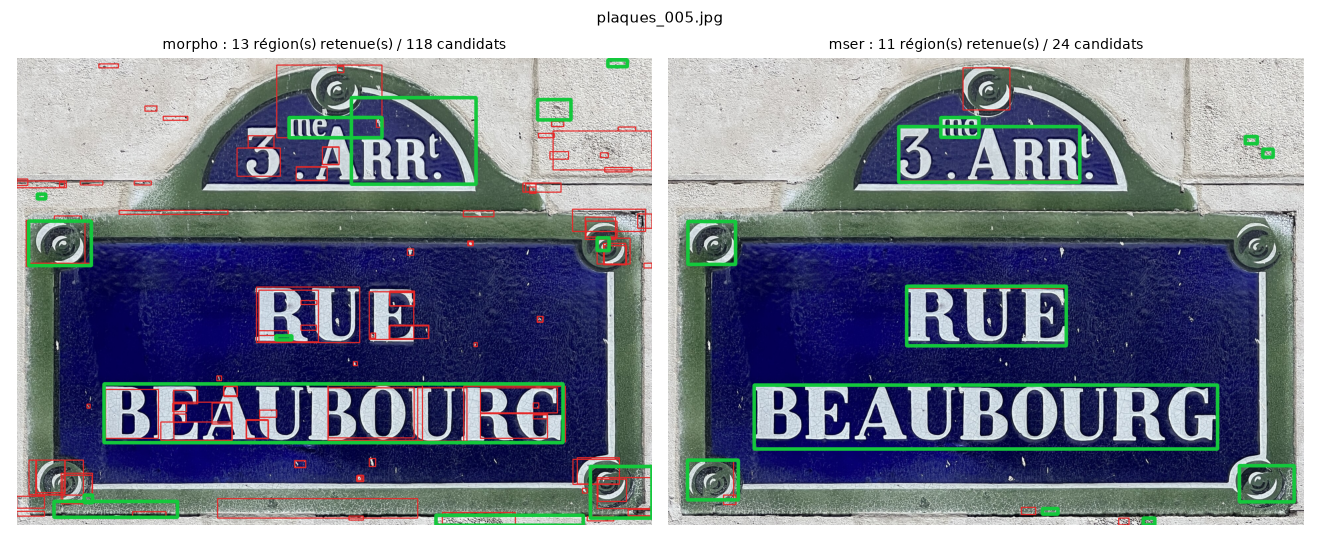 plaques_005.jpg
morpho : 13 région(s) retenue(s) / 118 candidats
3me. ARRt.
RUE
BEAUBOURG
mser : 11 région(s) retenue(s) / 24 candidats
3me. ARRt.
RUE
BEAUBOURG